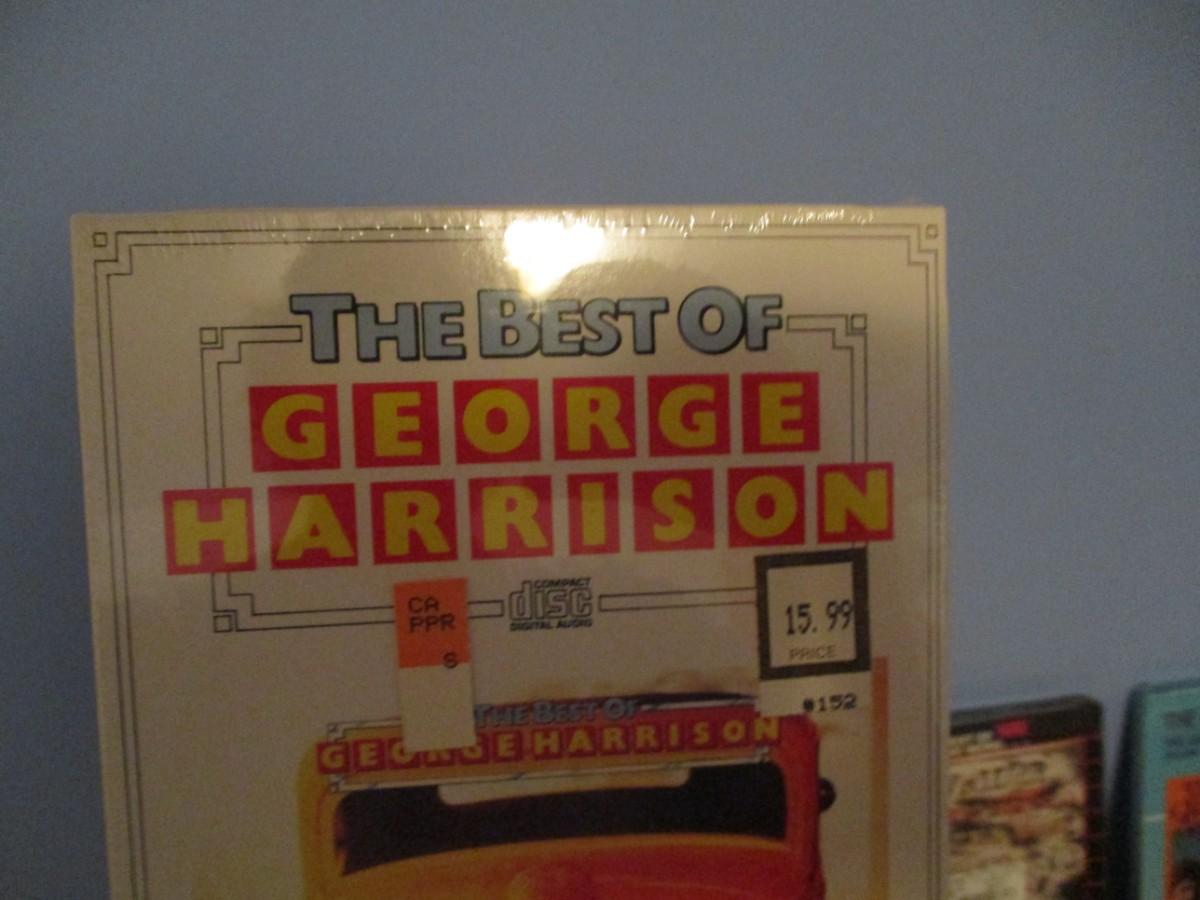 THE BEST OF
GEORGE
HARRISON
COMPACT
disc
DIGITAL AUDIO
CA
PPR
S
15.99
PRICE
#152
THE BEST OF
GEORGE HARRISON